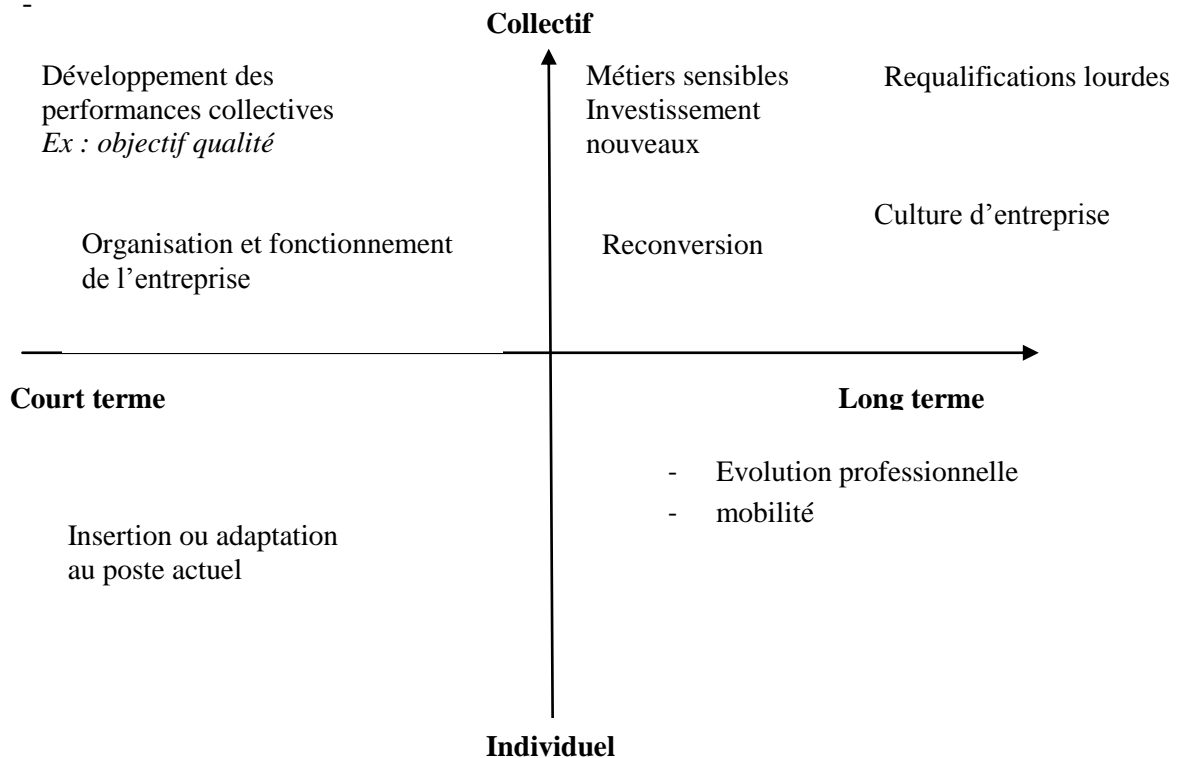 -
Collectif
Développement des
performances collectives
Ex : objectif qualité
Métiers sensibles
Investissement
nouveaux
Requalifications lourdes
Organisation et fonctionnement
de l’entreprise
Reconversion
Culture d’entreprise
Court terme
Long terme
- Evolution professionnelle
- mobilité
Insertion ou adaptation
au poste actuel
Individuel